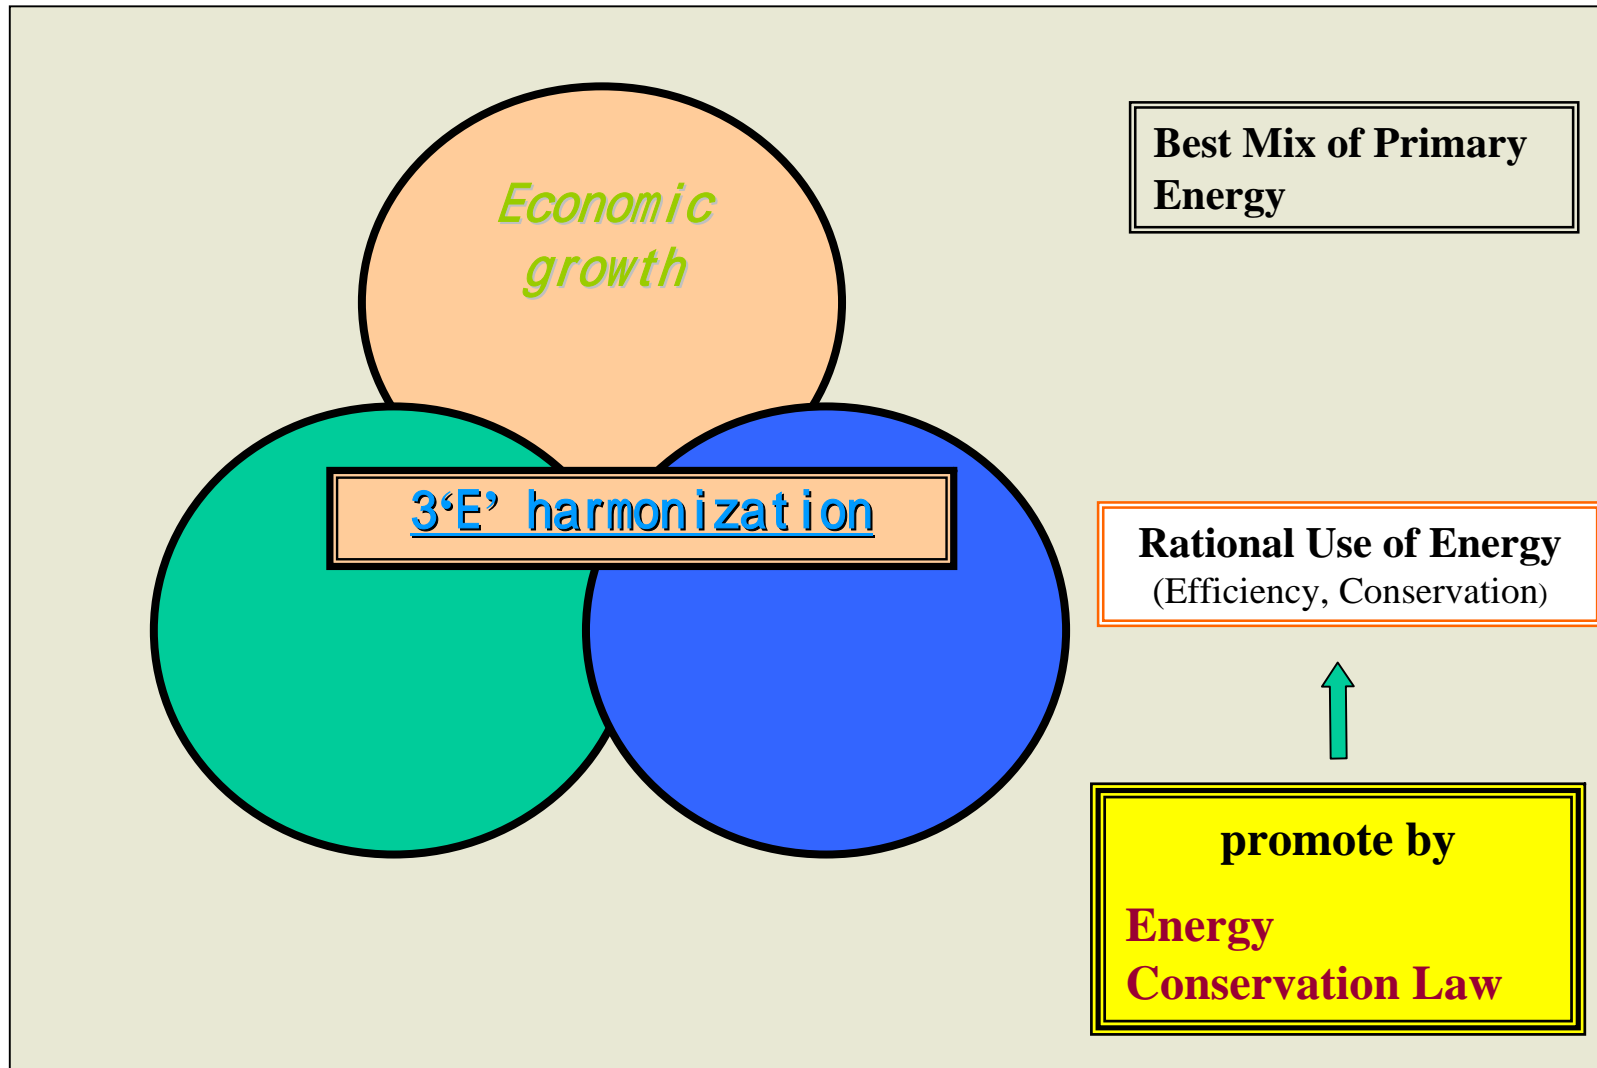 Economic
growth
3‘E’ harmonization
Best Mix of Primary
Energy
Rational Use of Energy
(Efficiency, Conservation)
promote by
Energy
Conservation Law